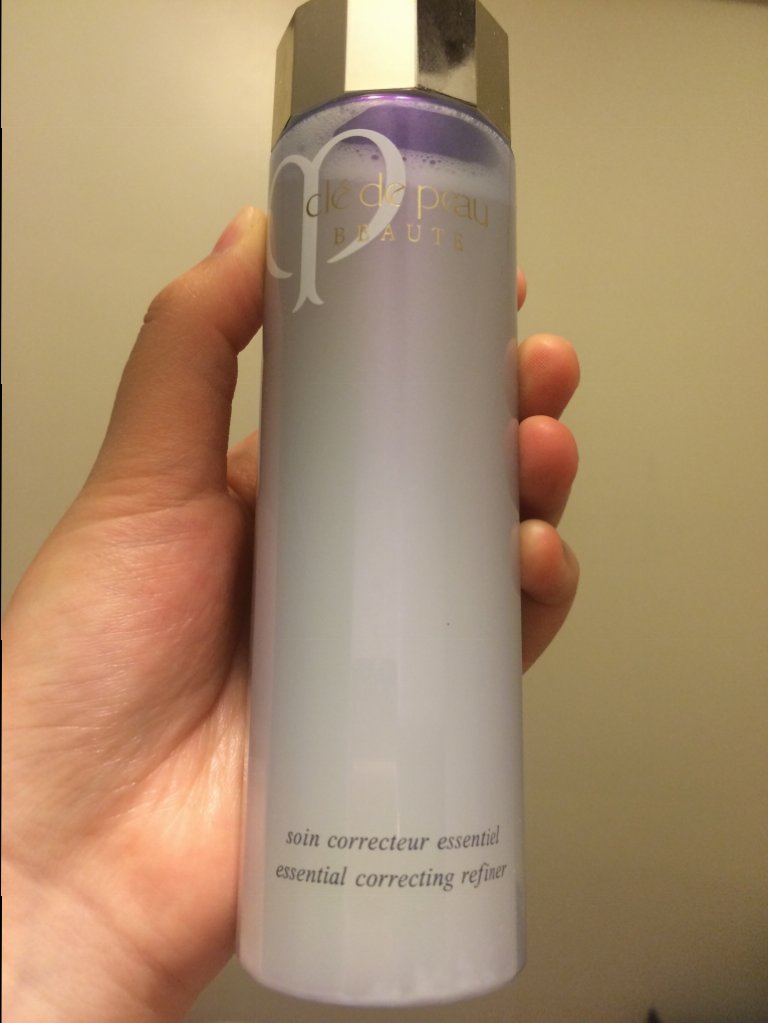 clé de peau
BEAUTÉ
soin correcteur essentiel
essential correcting refiner